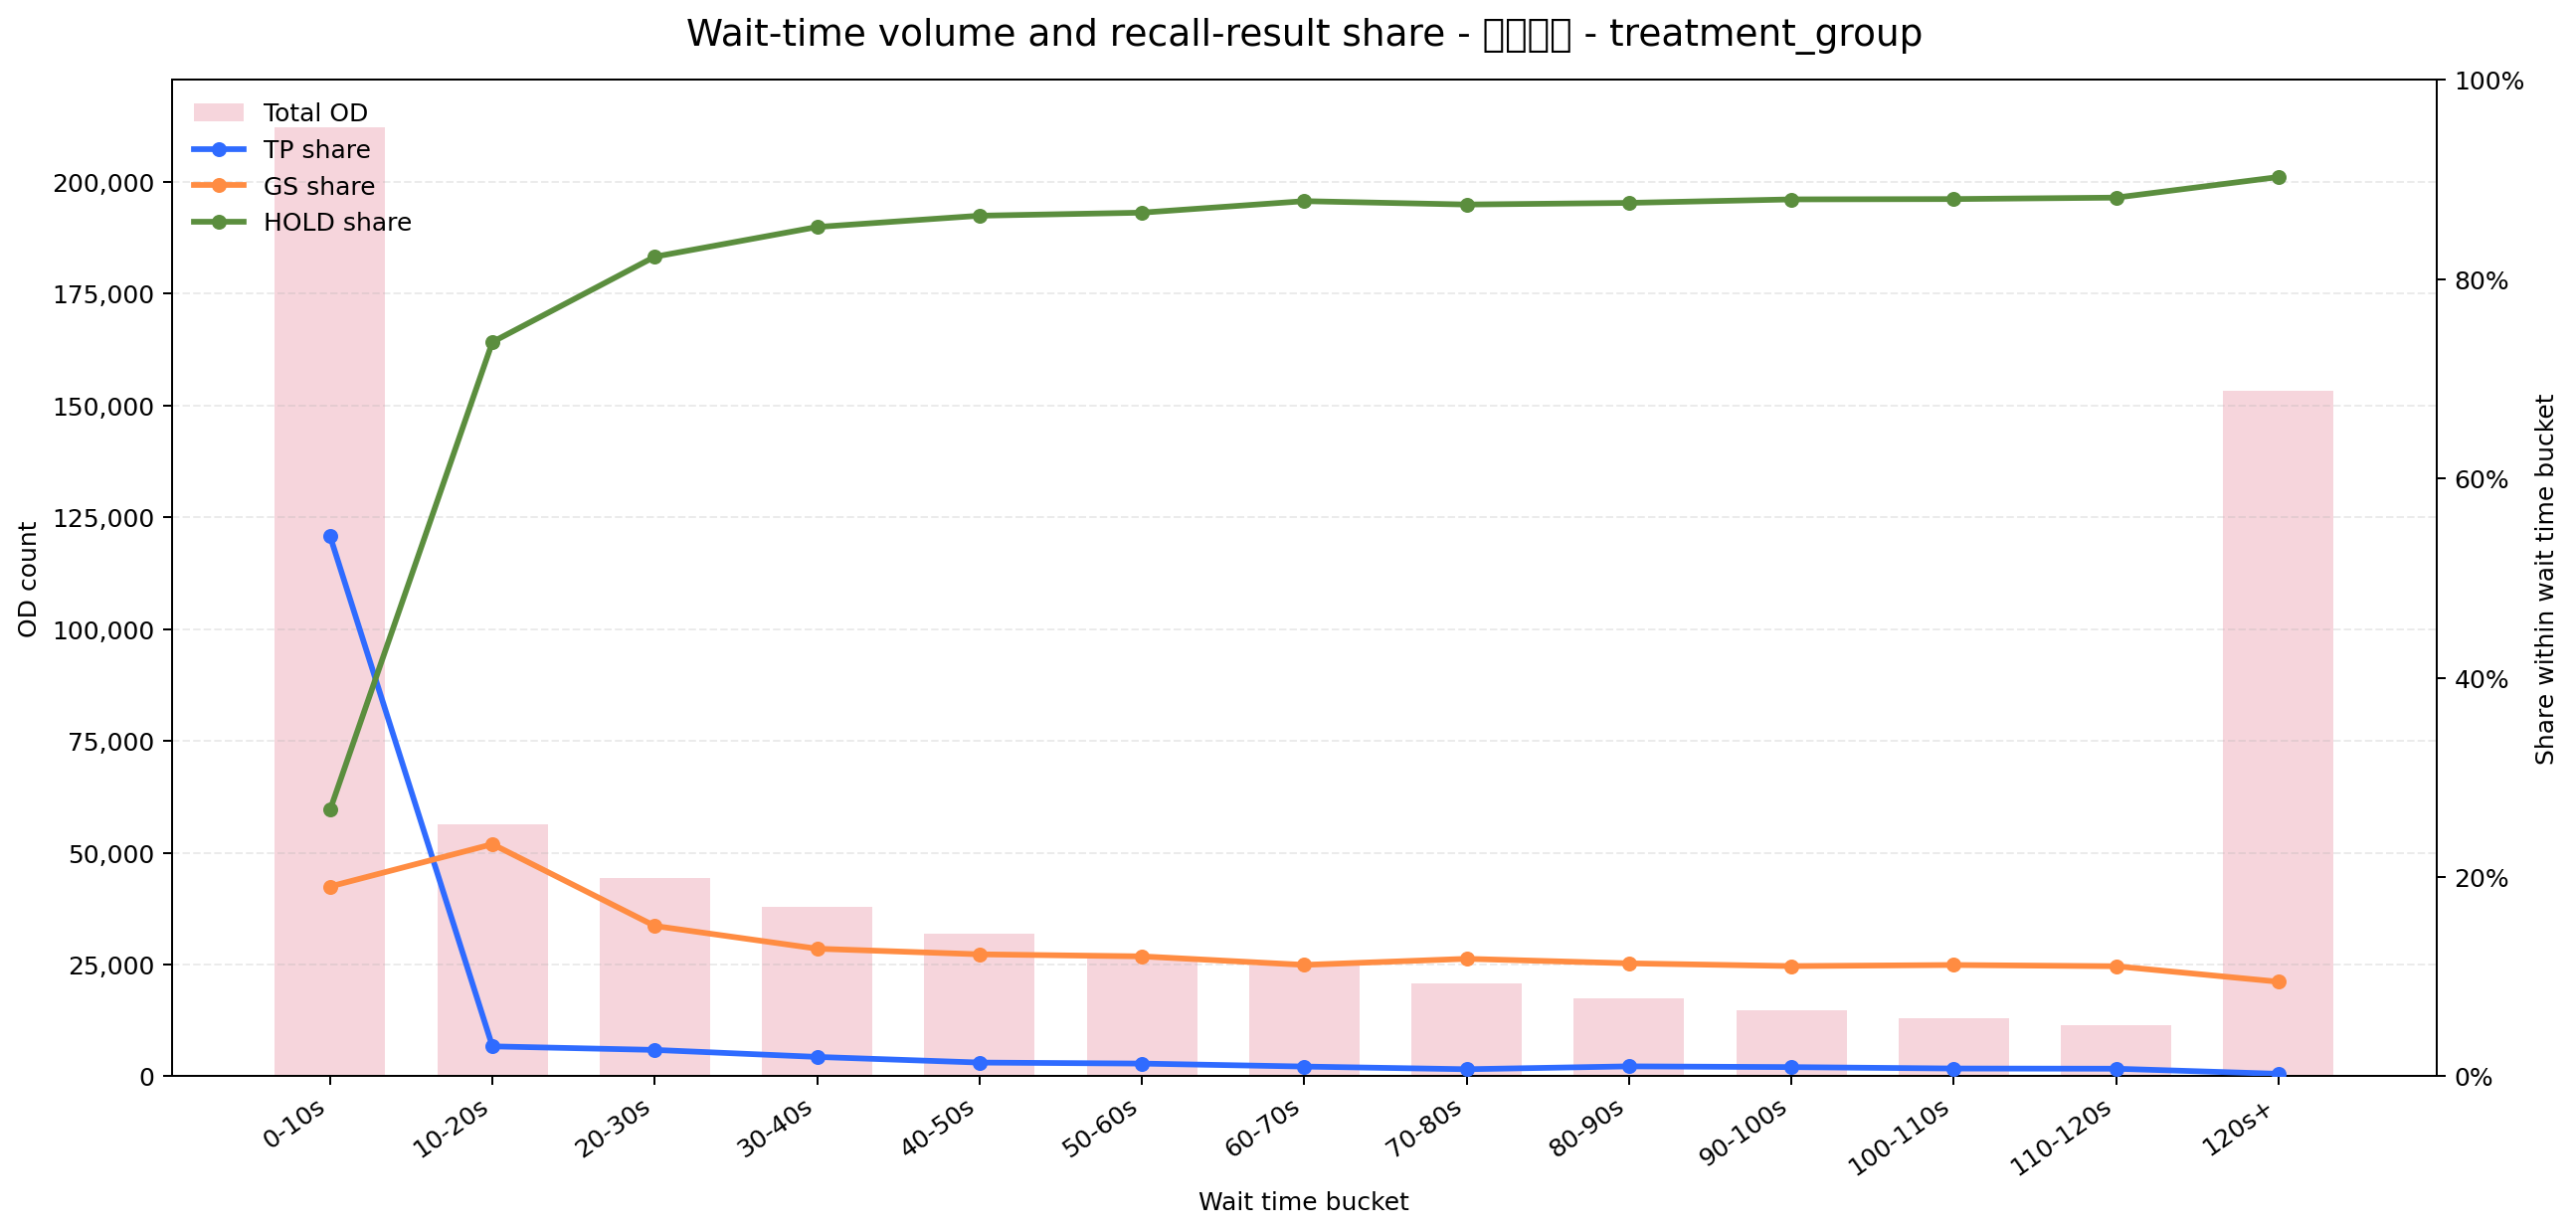 Wait-time volume and recall-result share - - treatment_group
Total OD
TP share
GS share
HOLD share
OD count
200,000
175,000
150,000
125,000
100,000
75,000
50,000
25,000
0
100%
80%
60%
40%
20%
0%
Share within wait time bucket
0-10s
10-20s
20-30s
30-40s
40-50s
50-60s
60-70s
70-80s
80-90s
90-100s
100-110s
110-120s
120s+
Wait time bucket